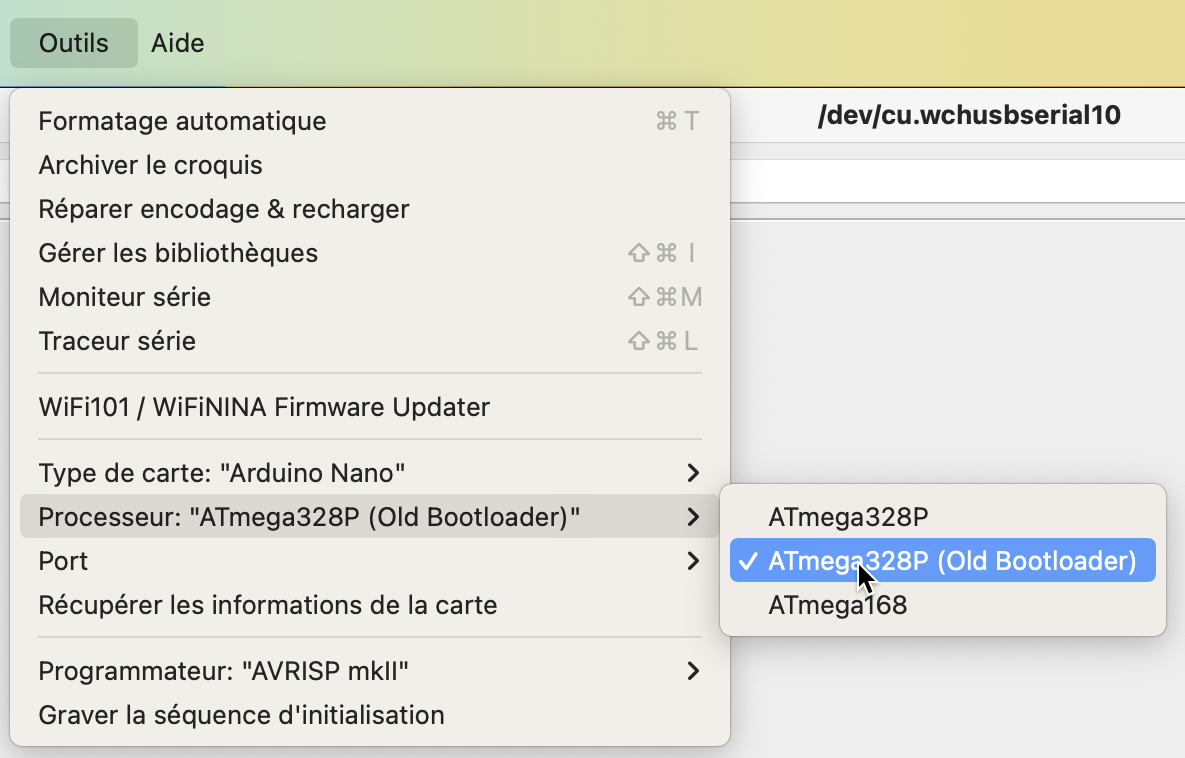 Outils Aide
/dev/cu.wchusbserial10
Formatage automatique ⌘ T
Archiver le croquis
Réparer encodage & recharger
Gérer les bibliothèques ⇧⌘ I
Moniteur série ⇧⌘M
Traceur série ⇧⌘ L
WiFi101 / WiFiNINA Firmware Updater
Type de carte: "Arduino Nano"
Processeur: "ATmega328P (Old Bootloader)"
Port
Récupérer les informations de la carte
Programmateur: "AVRISP mkII"
Graver la séquence d'initialisation
ATmega328P
✓ ATmega328P (Old Bootloader)
ATmega168